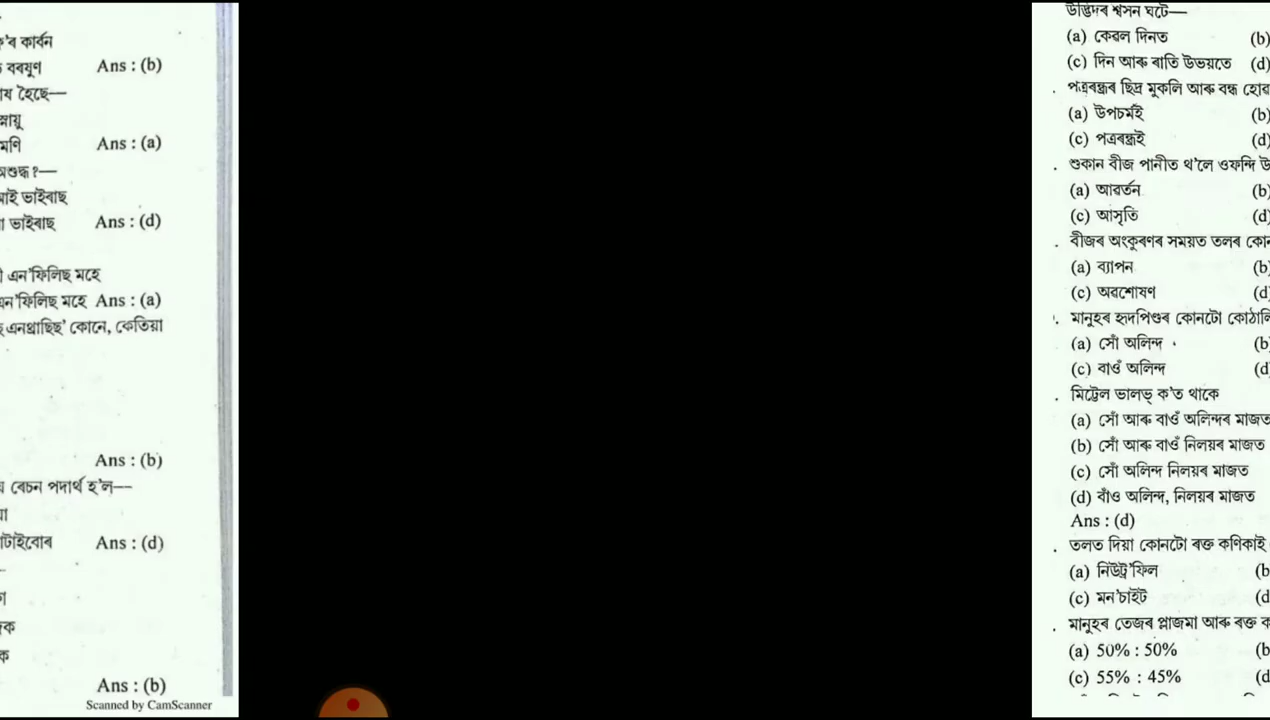 কাৰ্বন
বৰযুণ Ans : (b)
হৈছে—
স্নায়ু
Ans : (a)
অশুদ্ধ ?—
ভাইৰাছ
ভাইৰাছ Ans : (d)
এন'ফিলিছ মহে
এন'ফিলিছ মহে Ans : (a)
এনথ্ৰাছিছ' কোনে, কেতিয়া
Ans : (b)
ৰেচন পদাৰ্থ হ'ল—
Ans : (d)
Ans : (b)
Scanned by CamScanner
উদ্ভিদৰ শ্বসন ঘটে—
(a) কেৱল দিনত (b)
(c) দিন আৰু ৰাতি উভয়তে (d)
. পত্ৰৰন্ধ্ৰৰ ছিদ্ৰ মুকলি আৰু বন্ধ হোৱা
(a) উপচৰ্মই (b)
(c) পত্ৰৰন্ধ্ৰই (d)
. শুকান বীজ পানীত থ'লে ওফন্দি
(a) আৱৰ্তন (b)
(c) আসৃতি (d)
. বীজৰ অংকুৰণৰ সময়ত তলৰ
(a) ব্যাপন (b)
(c) অৱশোষণ (d)
. মানুহৰ হৃদপিণ্ডৰ কোনটো
(a) সোঁ অলিন্দ (b)
(c) বাওঁ অলিন্দ (d)
. মিট্ৰেল ভালভ্ ক'ত থাকে
(a) সোঁ আৰু বাওঁ অলিন্দৰ মাজত
(b) সোঁ আৰু বাওঁ নিলয়ৰ মাজত
(c) সোঁ অলিন্দ নিলয়ৰ মাজত
(d) বাঁও অলিন্দ, নিলয়ৰ মাজত
Ans : (d)
. তলত দিয়া কোনটো ৰক্ত কণিকাই
(a) নিউট্ৰ'ফিল (b
(c) মন'চাইট (d
. মানুহৰ তেজৰ প্লাজমা আৰু ৰক্ত
(a) 50% : 50% (b
(c) 55% : 45% (d